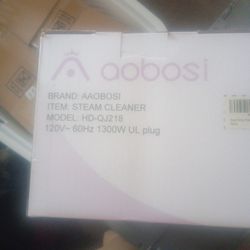 aobosi
BRAND: AAOBOSI
ITEM: STEAM CLEANER
MODEL: HD-QJ218
120V~ 60Hz 1300W UL plug